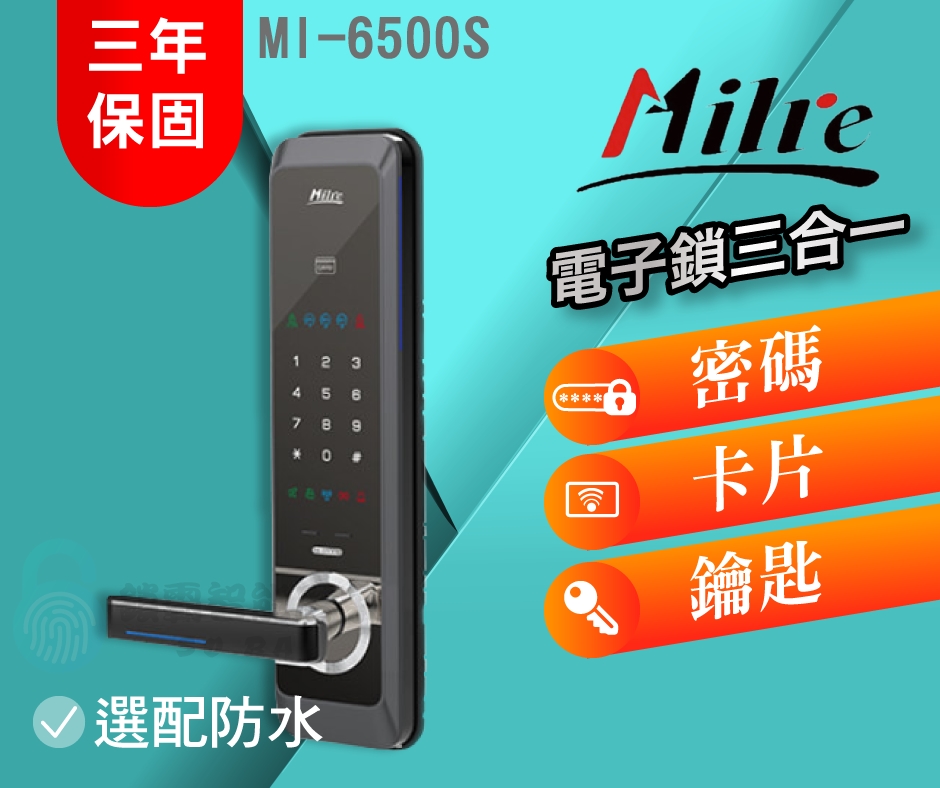 三年
保固
MI-6500S
Milre
電子鎖三合一
Milre
密碼
卡片
鑰匙
1 2 3
4 5 6
7 8 9
* 0 #
****
選配防水